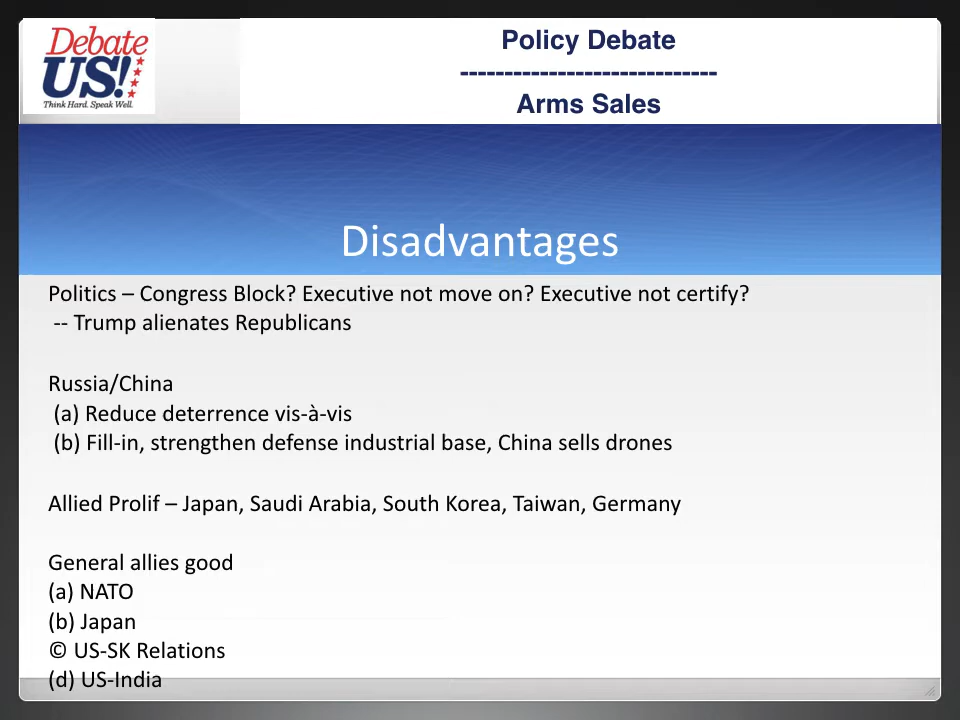 Debate
US!
Think Hard. Speak Well.
Policy Debate
-----------------------------
Arms Sales
Disadvantages
Politics – Congress Block? Executive not move on? Executive not certify?
-- Trump alienates Republicans
Russia/China
(a) Reduce deterrence vis-à-vis
(b) Fill-in, strengthen defense industrial base, China sells drones
Allied Prolif – Japan, Saudi Arabia, South Korea, Taiwan, Germany
General allies good
(a) NATO
(b) Japan
© US-SK Relations
(d) US-India